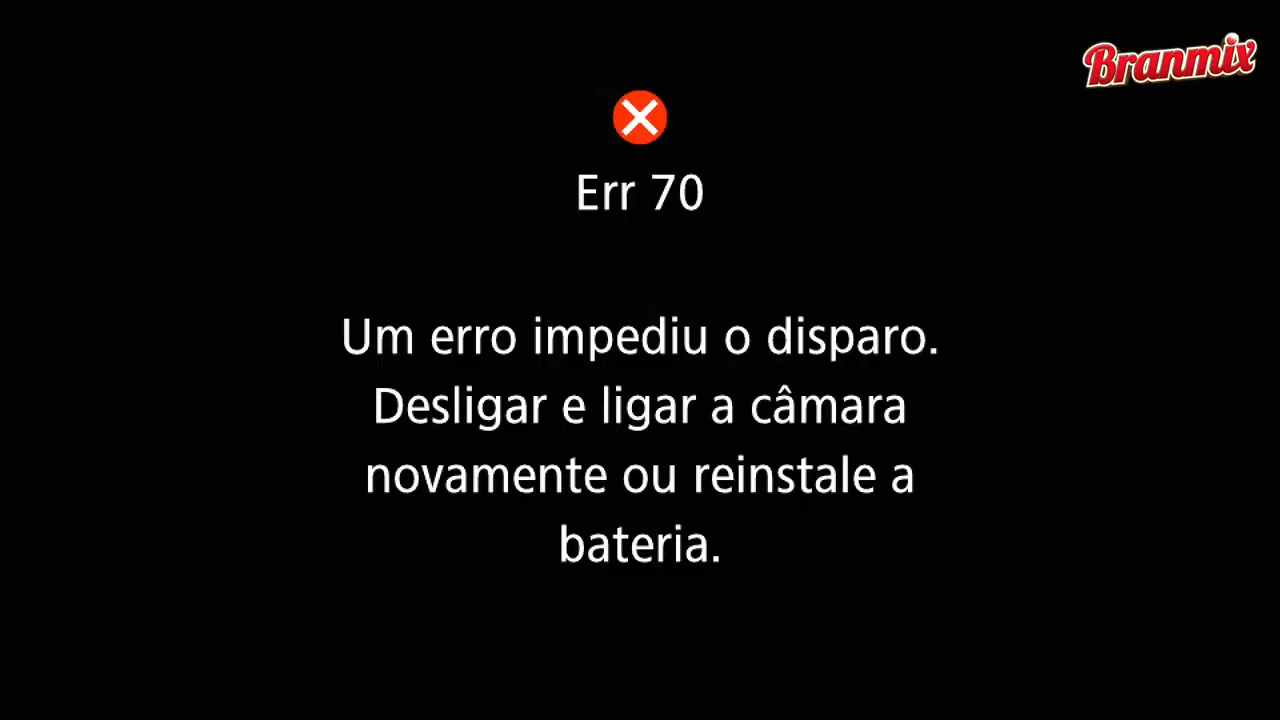 Branmix
Err 70
Um erro impediu o disparo.
Desligar e ligar a câmara
novamente ou reinstale a
bateria.